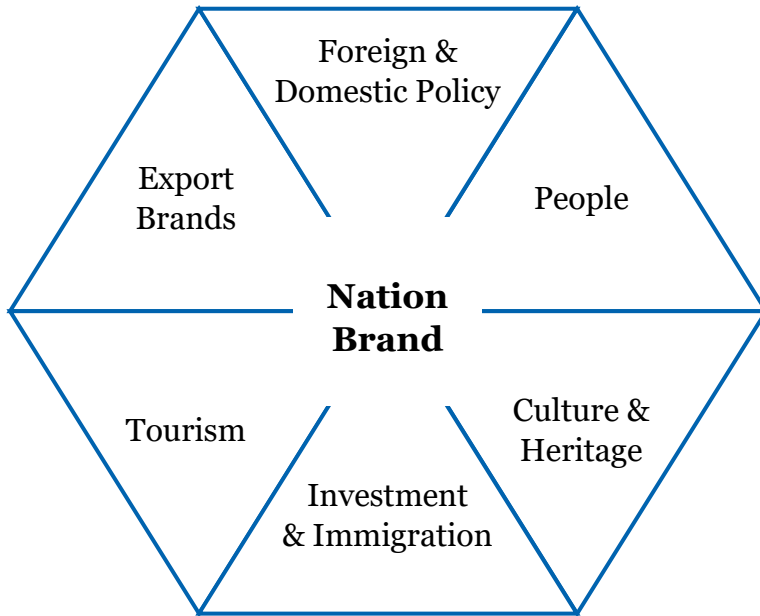 Foreign &
Domestic Policy
Export
Brands
People
Nation
Brand
Tourism
Culture &
Heritage
Investment
& Immigration